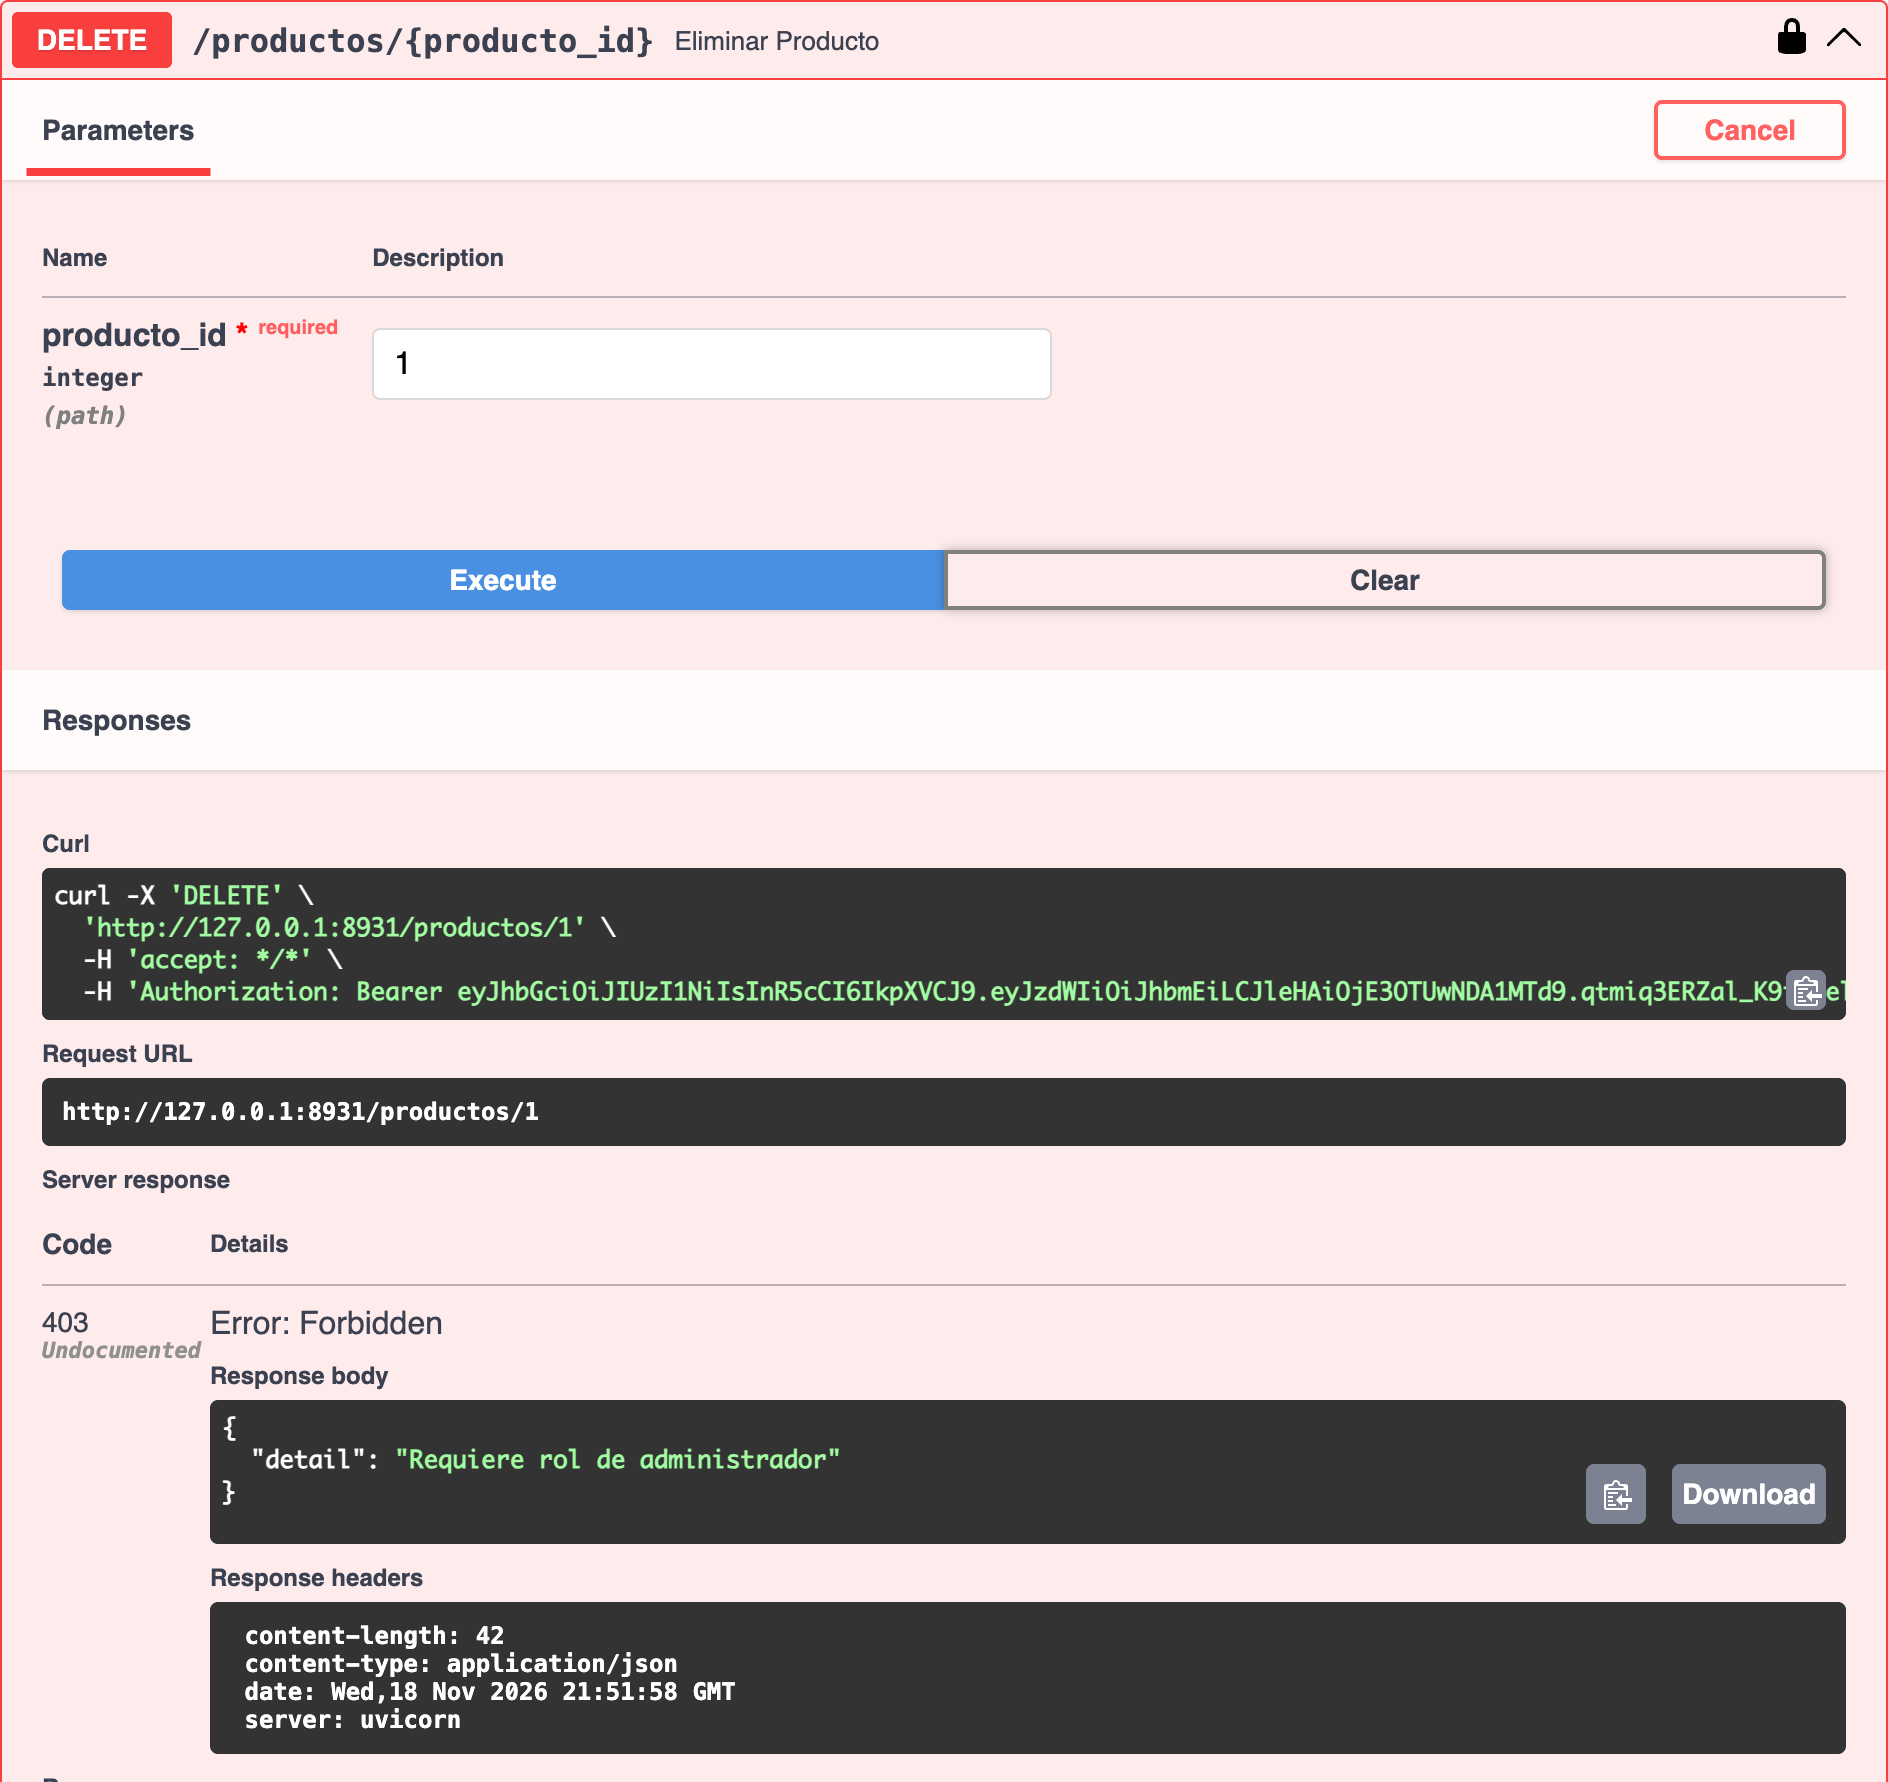 DELETE /productos/{producto_id} Eliminar Producto
Parameters
Cancel
Name Description
producto_id * required
integer
(path)
1
Execute
Clear
Responses
Curl
curl -X 'DELETE' \
'http://127.0.0.1:8931/productos/1' \
-H 'accept: */*' \
-H 'Authorization: Bearer eyJhbGciOiJIUzI1NiIsInR5cCI6IkpXVCJ9.eyJzdWIiOiJhbmEiLCJleHAiOjE3OTUwNDA1MTd9.qtmiq3ERZal_K9
Request URL
http://127.0.0.1:8931/productos/1
Server response
Code Details
403
Undocumented
Error: Forbidden
Response body
{
"detail": "Requiere rol de administrador"
}
Download
Response headers
content-length: 42
content-type: application/json
date: Wed,18 Nov 2026 21:51:58 GMT
server: uvicorn